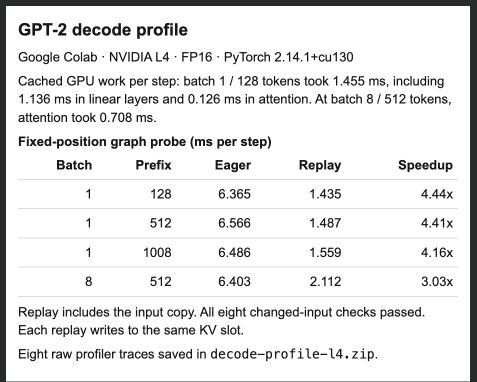 GPT-2 decode profile
Google Colab · NVIDIA L4 · FP16 · PyTorch 2.14.1+cu130
Cached GPU work per step: batch 1 / 128 tokens took 1.455 ms, including
1.136 ms in linear layers and 0.126 ms in attention. At batch 8 / 512 tokens,
attention took 0.708 ms.
Fixed-position graph probe (ms per step)
Batch Prefix Eager Replay Speedup
1 128 6.365 1.435 4.44x
1 512 6.566 1.487 4.41x
1 1008 6.486 1.559 4.16x
8 512 6.403 2.112 3.03x
Replay includes the input copy. All eight changed-input checks passed.
Each replay writes to the same KV slot.
Eight raw profiler traces saved in decode-profile-l4.zip.